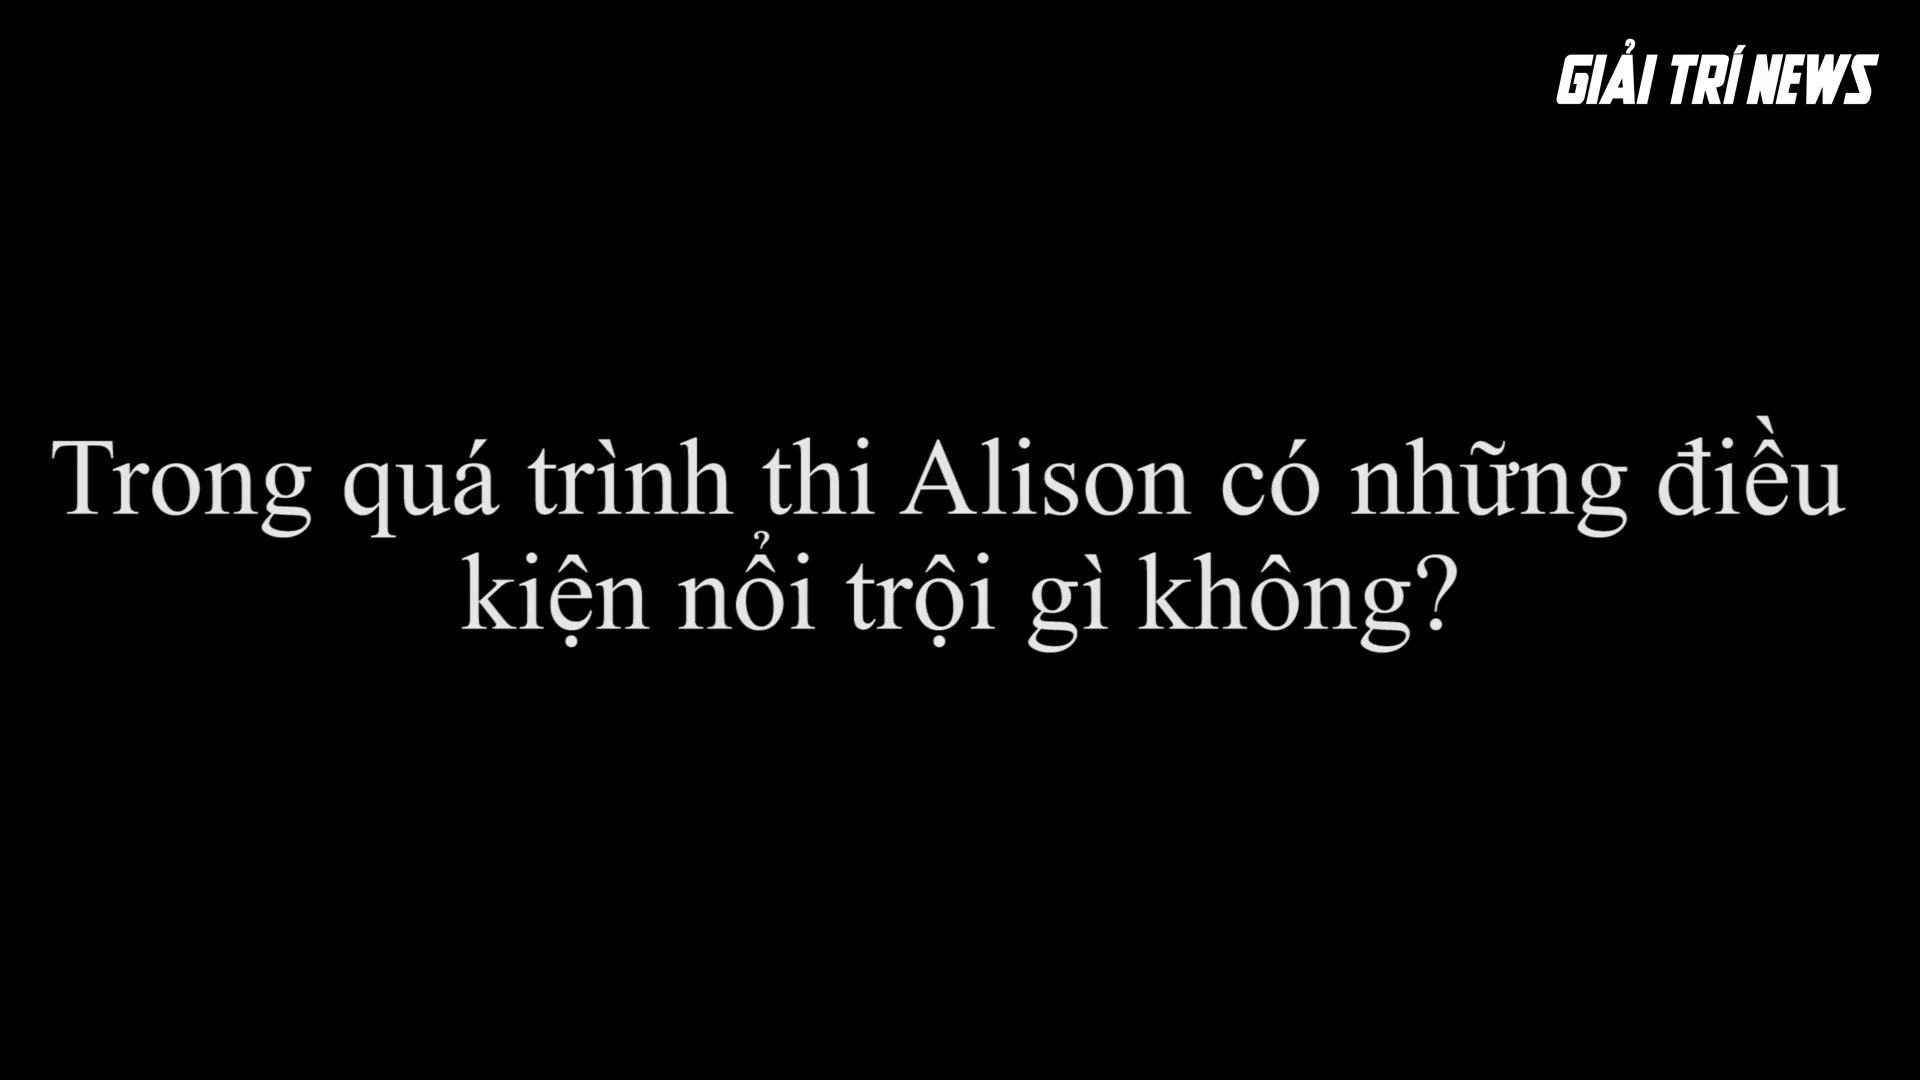 GIẢI TRÍ NEWS
Trong quá trình thi Alison có những điều
kiện nổi trội gì không?